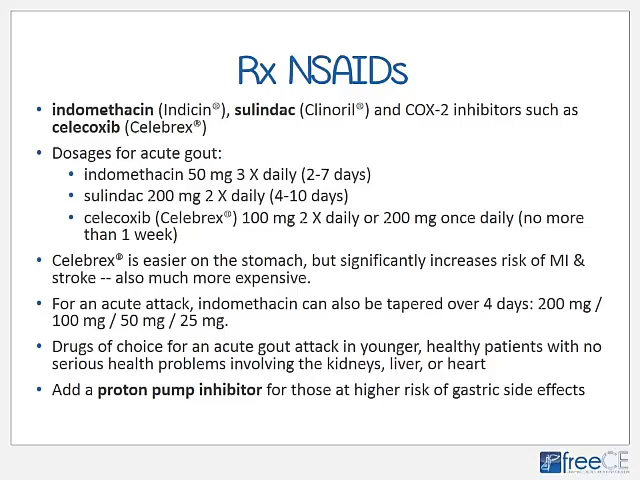 Rx NSAIDs
• indomethacin (Indicin®), sulindac (Clinoril®) and COX-2 inhibitors such as
celecoxib (Celebrex®)
• Dosages for acute gout:
• indomethacin 50 mg 3 X daily (2-7 days)
• sulindac 200 mg 2 X daily (4-10 days)
• celecoxib (Celebrex®) 100 mg 2 X daily or 200 mg once daily (no more
than 1 week)
• Celebrex® is easier on the stomach, but significantly increases risk of MI &
stroke -- also much more expensive.
• For an acute attack, indomethacin can also be tapered over 4 days: 200 mg /
100 mg / 50 mg / 25 mg.
• Drugs of choice for an acute gout attack in younger, healthy patients with no
serious health problems involving the kidneys, liver, or heart
• Add a proton pump inhibitor for those at higher risk of gastric side effects
freeCE